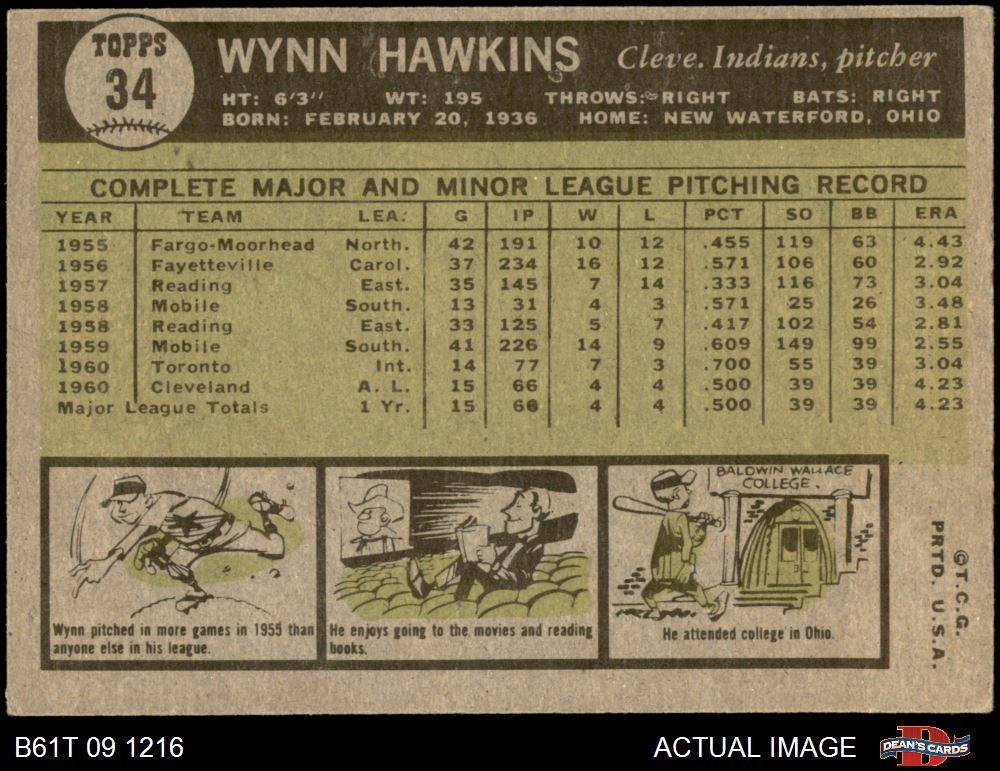 TOPPS
34
WYNN HAWKINS Cleve. Indians, pitcher
HT: 6'3" WT: 195 THROWS: RIGHT BATS: RIGHT
BORN: FEBRUARY 20, 1936 HOME: NEW WATERFORD, OHIO
COMPLETE MAJOR AND MINOR LEAGUE PITCHING RECORD
YEAR TEAM LEA. G IP W L PCT SO BB ERA
1955 Fargo-Moorhead North. 42 191 10 12 .455 119 63 4.43
1956 Fayetteville Carol. 37 234 16 12 .571 106 60 2.92
1957 Reading East. 35 145 7 14 .333 116 73 3.04
1958 Mobile South. 13 31 4 3 .571 25 26 3.48
1958 Reading East. 33 125 5 7 .417 102 54 2.81
1959 Mobile South. 41 226 14 9 .609 149 99 2.55
1960 Toronto Int. 14 77 7 3 .700 55 39 3.04
1960 Cleveland A. L. 15 66 4 4 .500 39 39 4.23
Major League Totals 1 Yr. 15 66 4 4 .500 39 39 4.23
Wynn pitched in more games in 1955 than
anyone else in his league.
He enjoys going to the movies and reading
books.
BALDWIN WALLACE
COLLEGE.
He attended college in Ohio.
©T.C.G.
PRTD. U.S.A.
B61T 09 1216 ACTUAL IMAGE DEAN'S CARDS